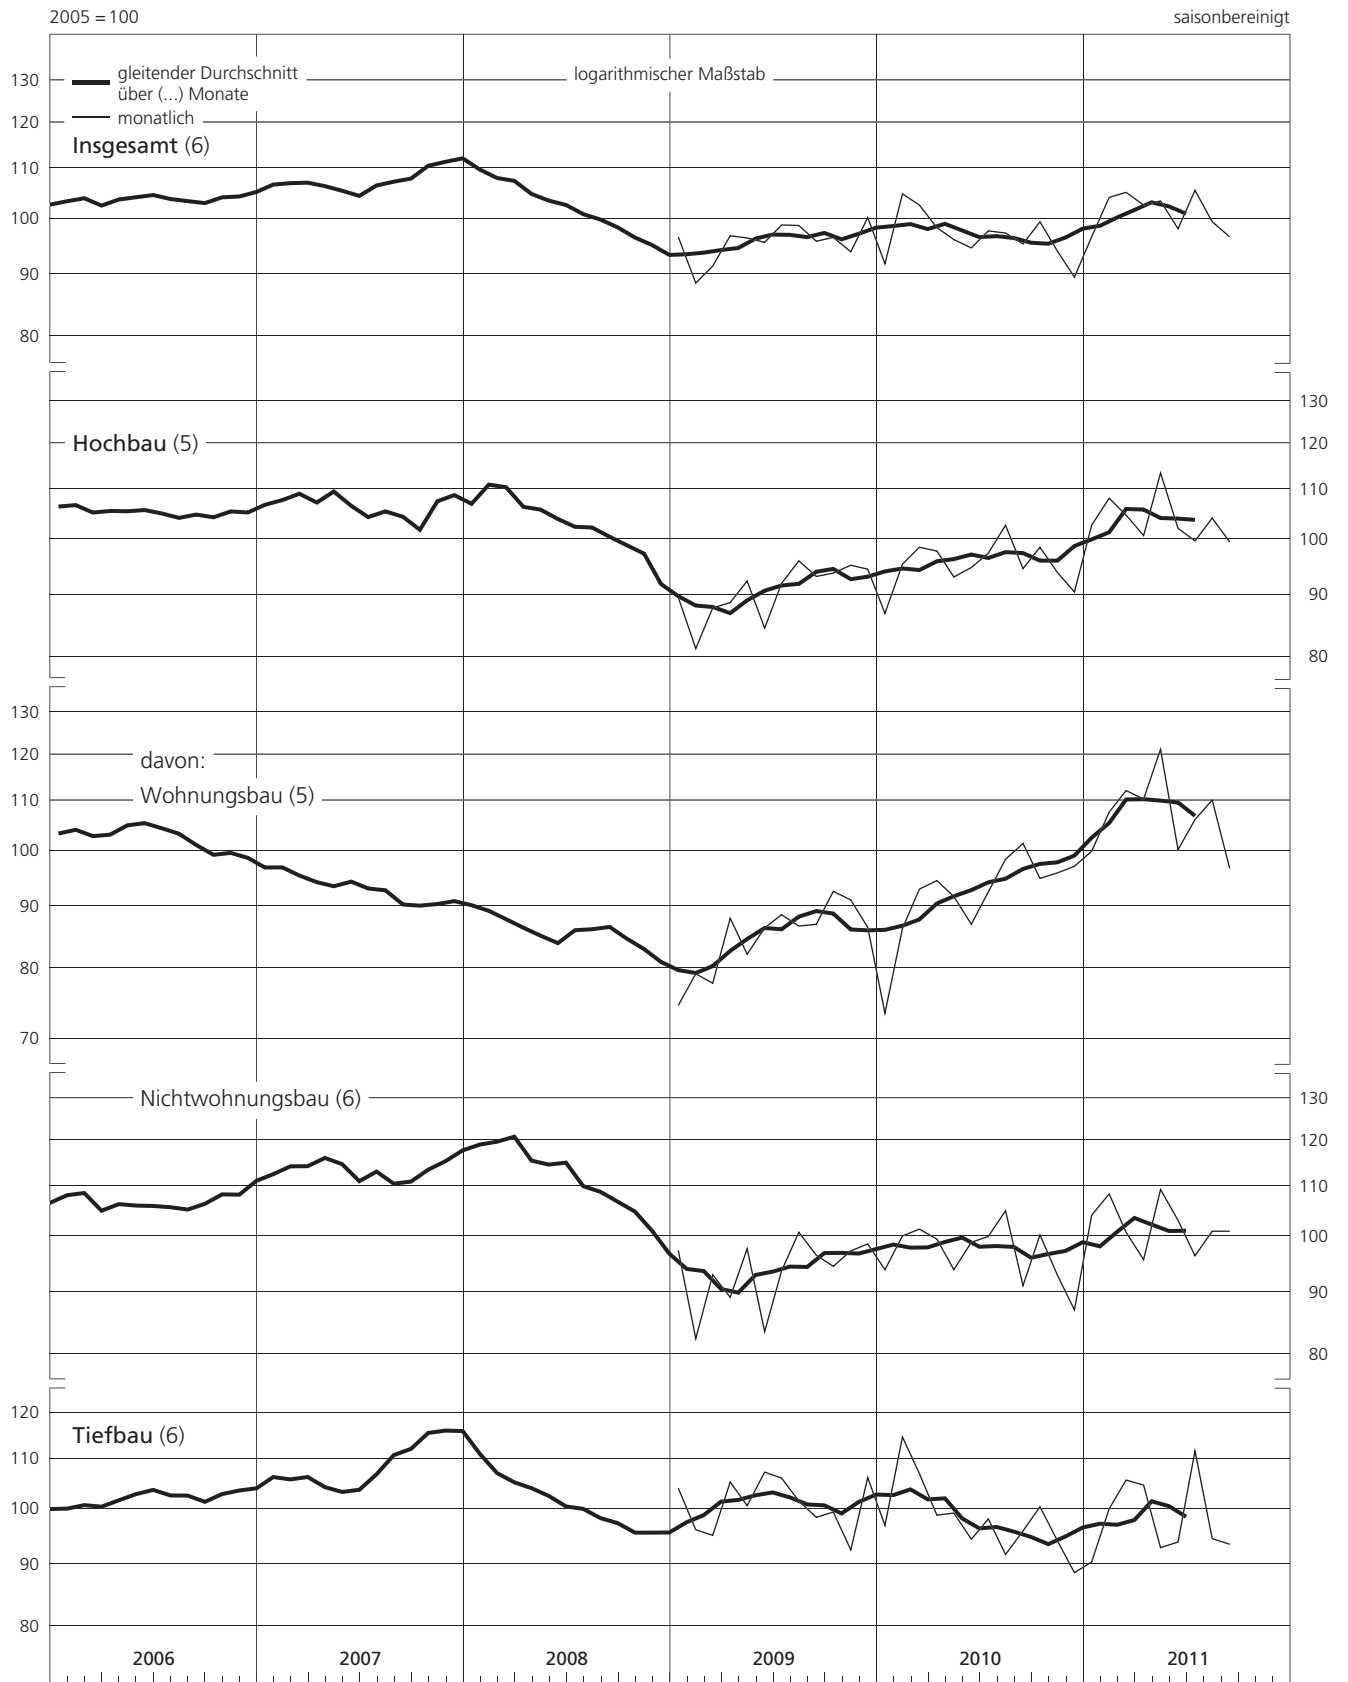 2005 = 100
saisonbereinigt
gleitender Durchschnitt
über (...) Monate
monatlich
logarithmischer Maßstab
130
120
Insgesamt (6)
110
100
90
80
130
Hochbau (5)
120
110
100
90
80
130
120
davon:
110
Wohnungsbau (5)
100
90
80
70
Nichtwohnungsbau (6)
130
120
110
100
90
80
120
Tiefbau (6)
110
100
90
80
2006 2007 2008 2009 2010 2011